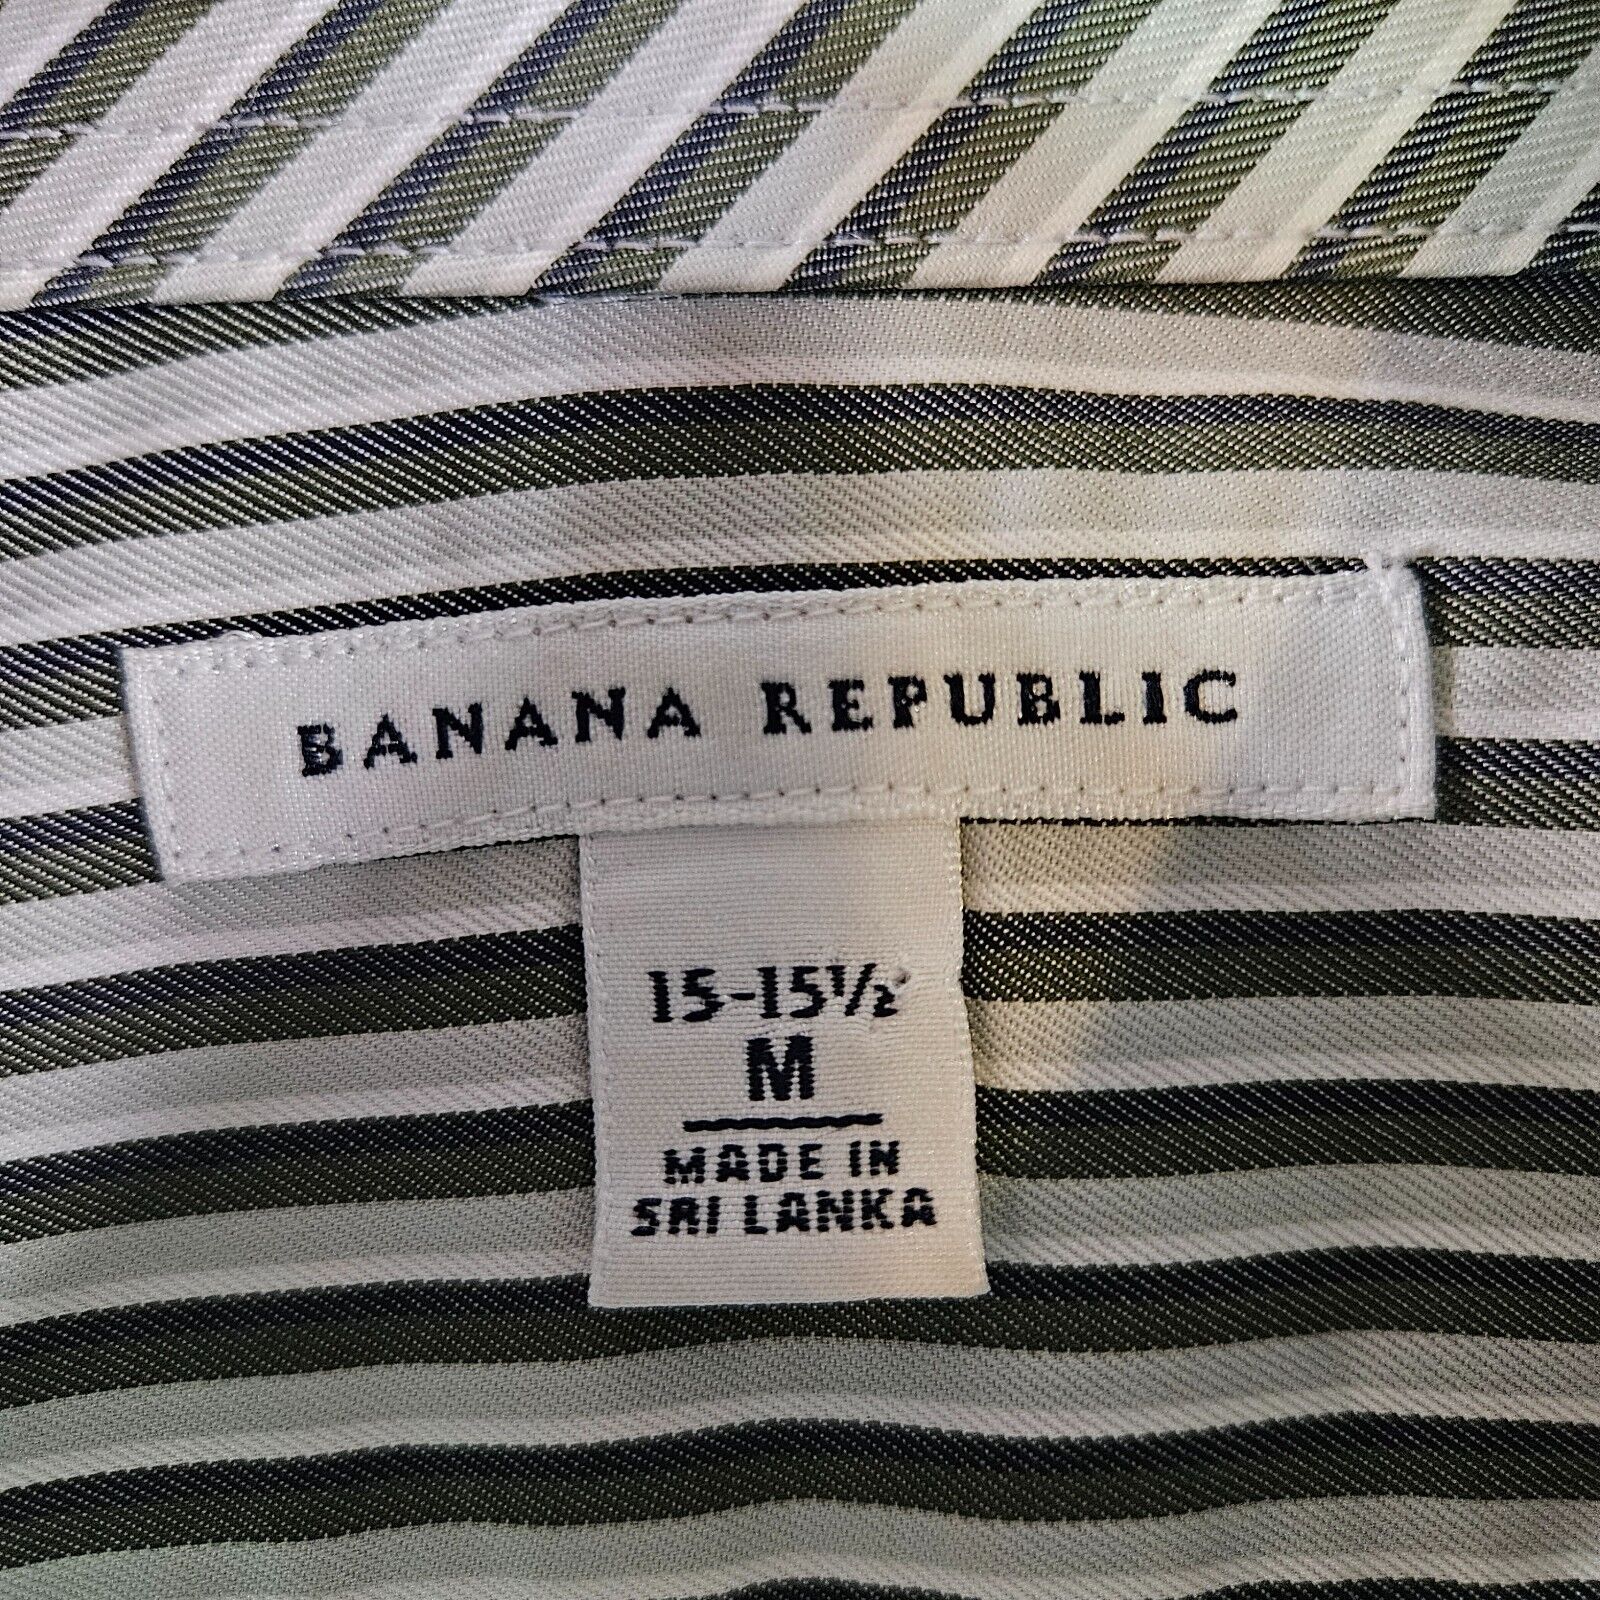 BANANA REPUBLIC
15-15½
M
MADE IN
SRI LANKA